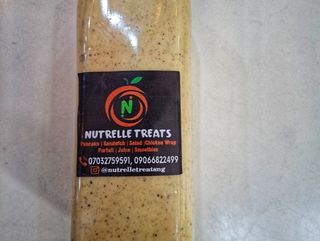 N
NUTRELLE TREATS
Pancake | Sandwich | Salad |Chicken Wrap
Parfait | Juice | Smoothies
07032759591, 09066822499
@nutrelletreatsng